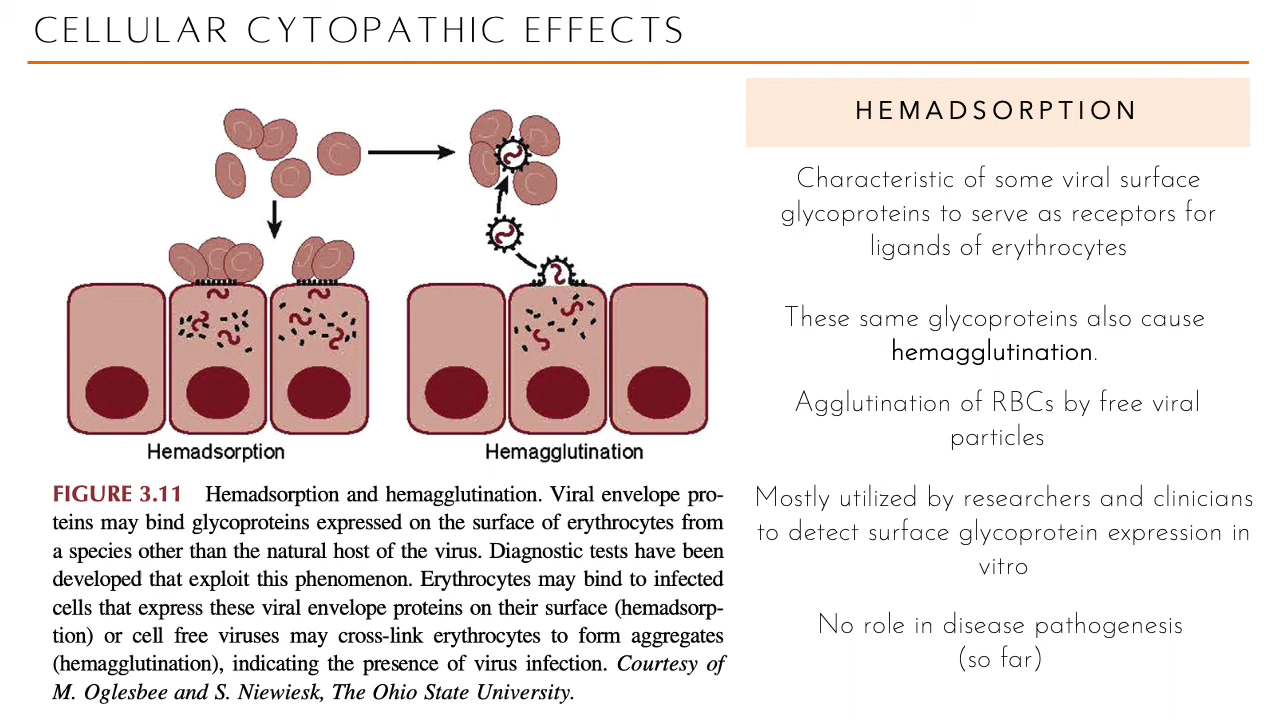 CELLULAR CYTOPATHIC EFFECTS
Hemadsorption
Hemagglutination
FIGURE 3.11 Hemadsorption and hemagglutination. Viral envelope pro-
teins may bind glycoproteins expressed on the surface of erythrocytes from
a species other than the natural host of the virus. Diagnostic tests have been
developed that exploit this phenomenon. Erythrocytes may bind to infected
cells that express these viral envelope proteins on their surface (hemadsorp-
tion) or cell free viruses may cross-link erythrocytes to form aggregates
(hemagglutination), indicating the presence of virus infection. Courtesy of
M. Oglesbee and S. Niewiesk, The Ohio State University.
HEMADSORPTION
Characteristic of some viral surface
glycoproteins to serve as receptors for
ligands of erythrocytes
These same glycoproteins also cause
hemagglutination.
Agglutination of RBCs by free viral
particles
Mostly utilized by researchers and clinicians
to detect surface glycoprotein expression in
vitro
No role in disease pathogenesis
(so far)